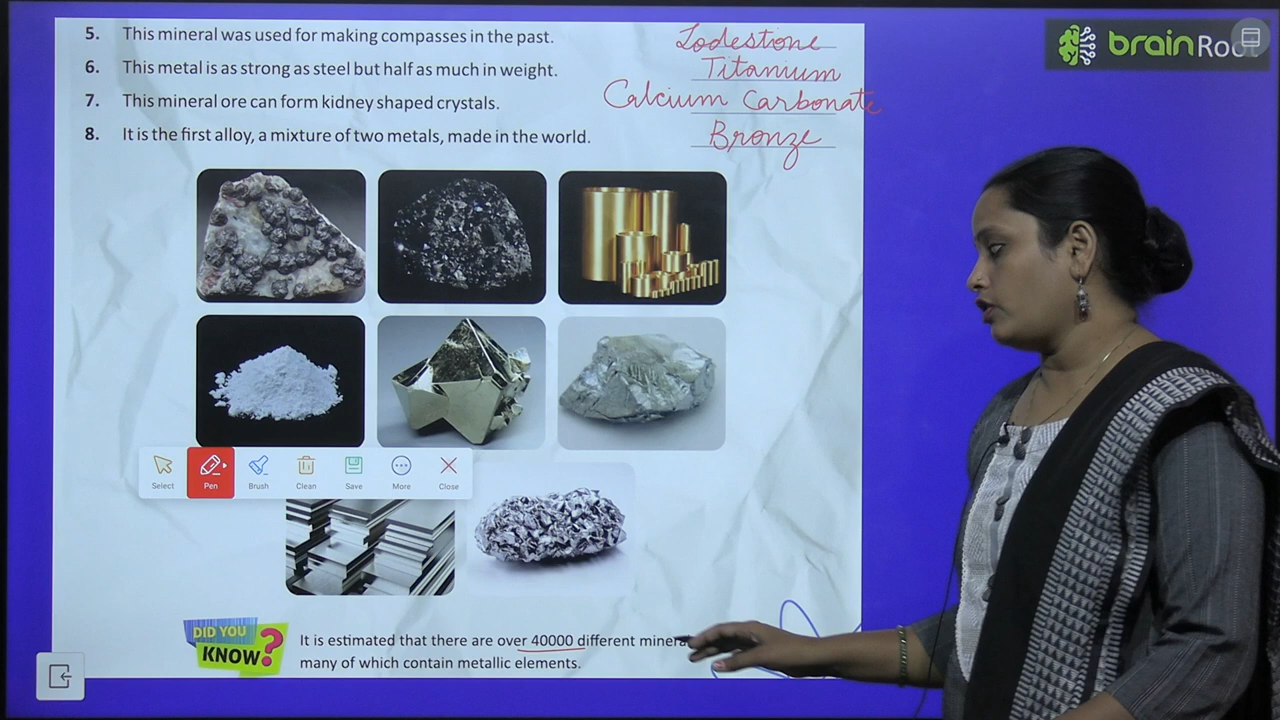 5. This mineral was used for making compasses in the past. Lodestone
6. This metal is as strong as steel but half as much in weight. Titanium
7. This mineral ore can form kidney shaped crystals. Calcium Carbonate
8. It is the first alloy, a mixture of two metals, made in the world. Bronze
brain Roo
Select Pen Brush Clean Save More Close
DID YOU
KNOW?
It is estimated that there are over 40000 different minera
many of which contain metallic elements.